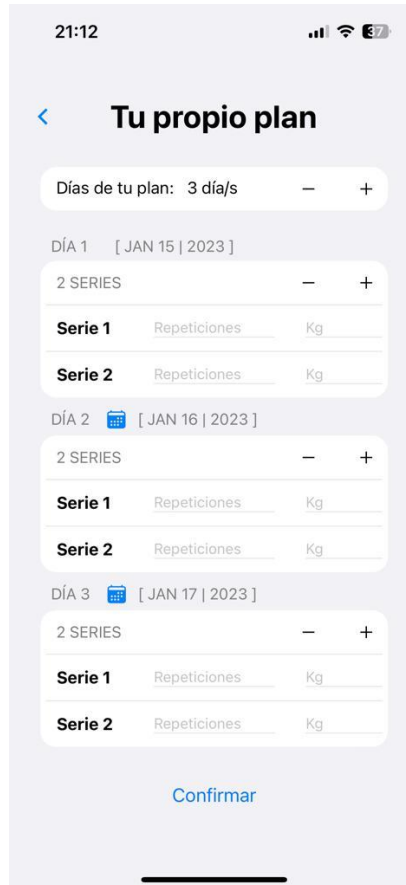 21:12
37
Tu propio plan
Días de tu plan: 3 día/s − +
DÍA 1 [ JAN 15 | 2023 ]
2 SERIES − +
Serie 1 Repeticiones Kg
Serie 2 Repeticiones Kg
DÍA 2 [ JAN 16 | 2023 ]
2 SERIES − +
Serie 1 Repeticiones Kg
Serie 2 Repeticiones Kg
DÍA 3 [ JAN 17 | 2023 ]
2 SERIES − +
Serie 1 Repeticiones Kg
Serie 2 Repeticiones Kg
Confirmar